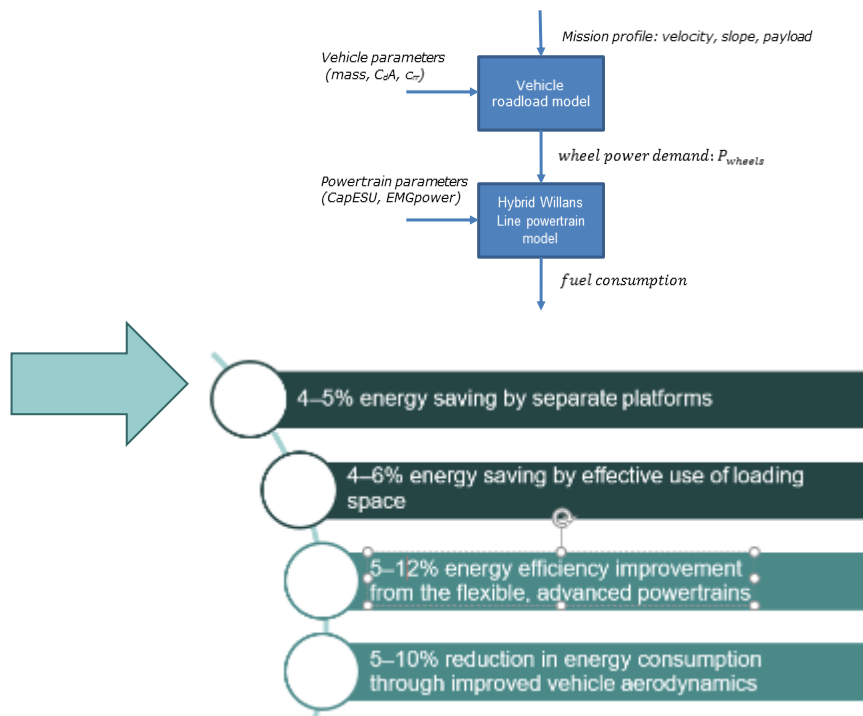 Mission profile: velocity, slope, payload
Vehicle parameters
(mass, CdA, crr)
Vehicle
roadload model
wheel power demand: Pwheels
Powertrain parameters
(CapESU, EMGpower)
Hybrid Willans
Line powertrain
model
fuel consumption
4–5% energy saving by separate platforms
4–6% energy saving by effective use of loading
space
5–12% energy efficiency improvement
from the flexible, advanced powertrains
5–10% reduction in energy consumption
through improved vehicle aerodynamics